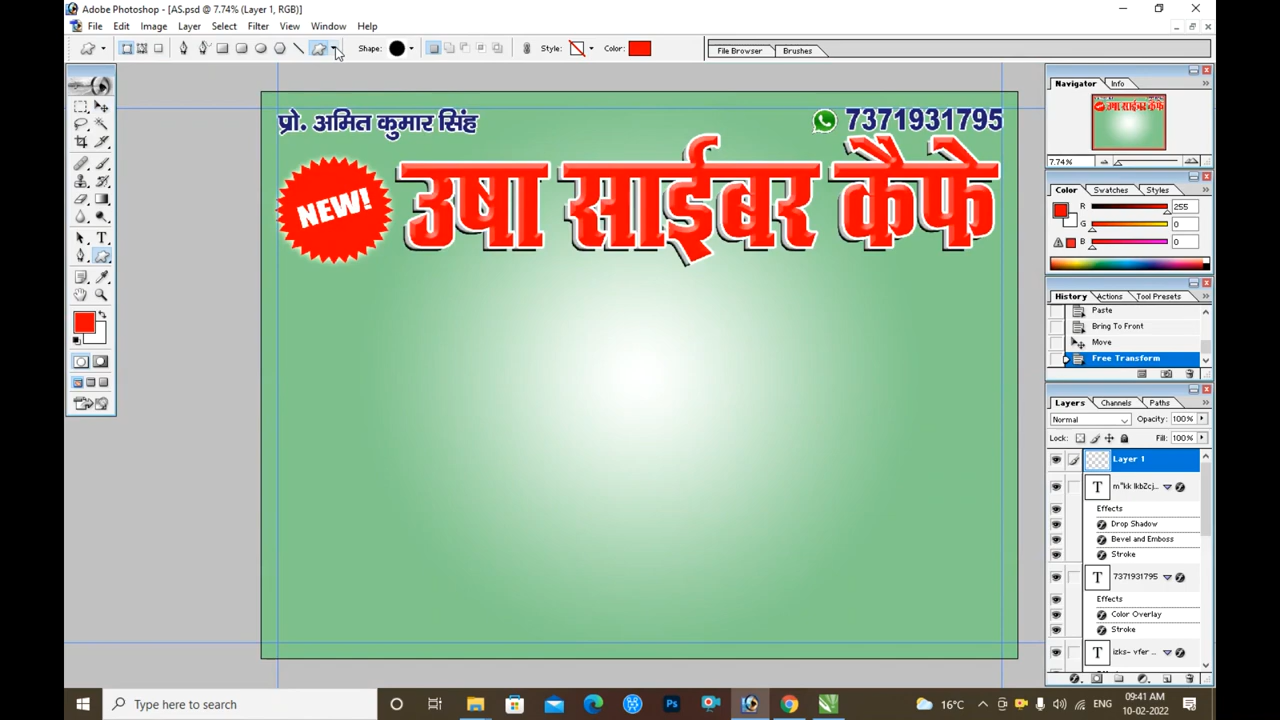 Adobe Photoshop - [AS.psd @ 7.74% (Layer 1, RGB)]
File Edit Image Layer Select Filter View Window Help
Shape: Style: Color: File Browser Brushes
प्रो. अमित कुमार सिंह
7371931795
NEW!
उषा साईबर कैफे
Navigator Info
7.74%
Color Swatches Styles
R 255
G 0
B 0
History Actions Tool Presets
Paste
Bring To Front
Move
Free Transform
Layers Channels Paths
Normal Opacity: 100%
Lock: Fill: 100%
Layer 1
T m"kk lkbZcj...
Effects
Drop Shadow
Bevel and Emboss
Stroke
T 7371931795
Effects
Color Overlay
Stroke
T izks- vfer ...
Type here to search
16°C ENG 09:41 AM
10-02-2022